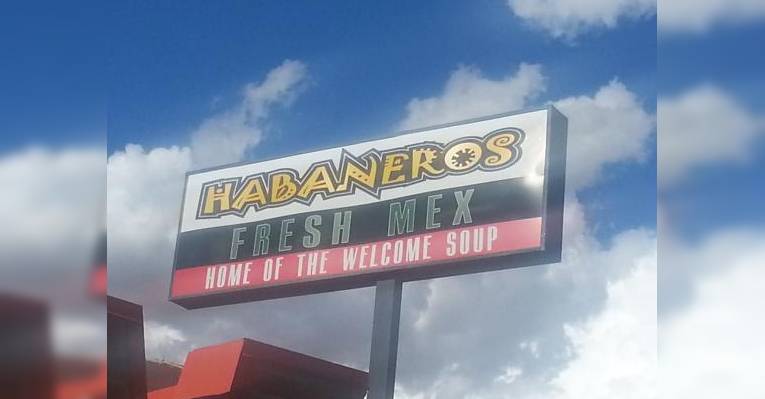 HABANEROS
FRESH MEX
HOME OF THE WELCOME SOUP